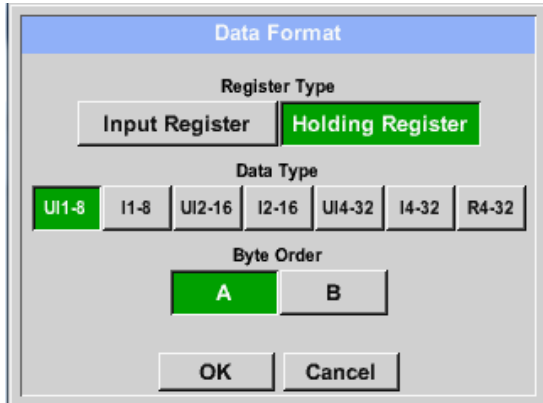 Data Format
Register Type
Input Register Holding Register
Data Type
UI1-8 I1-8 UI2-16 I2-16 UI4-32 I4-32 R4-32
Byte Order
A B
OK Cancel